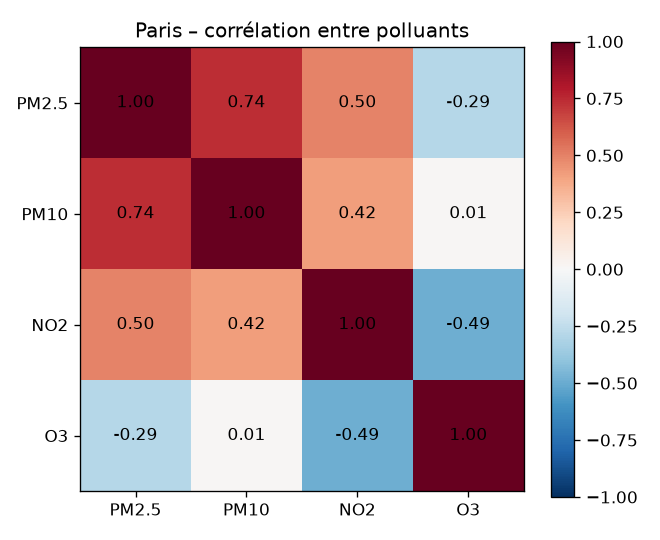 Paris – corrélation entre polluants
PM2.5 1.00 0.74 0.50 -0.29
PM10 0.74 1.00 0.42 0.01
NO2 0.50 0.42 1.00 -0.49
O3 -0.29 0.01 -0.49 1.00
PM2.5 PM10 NO2 O3
1.00
0.75
0.50
0.25
0.00
−0.25
−0.50
−0.75
−1.00